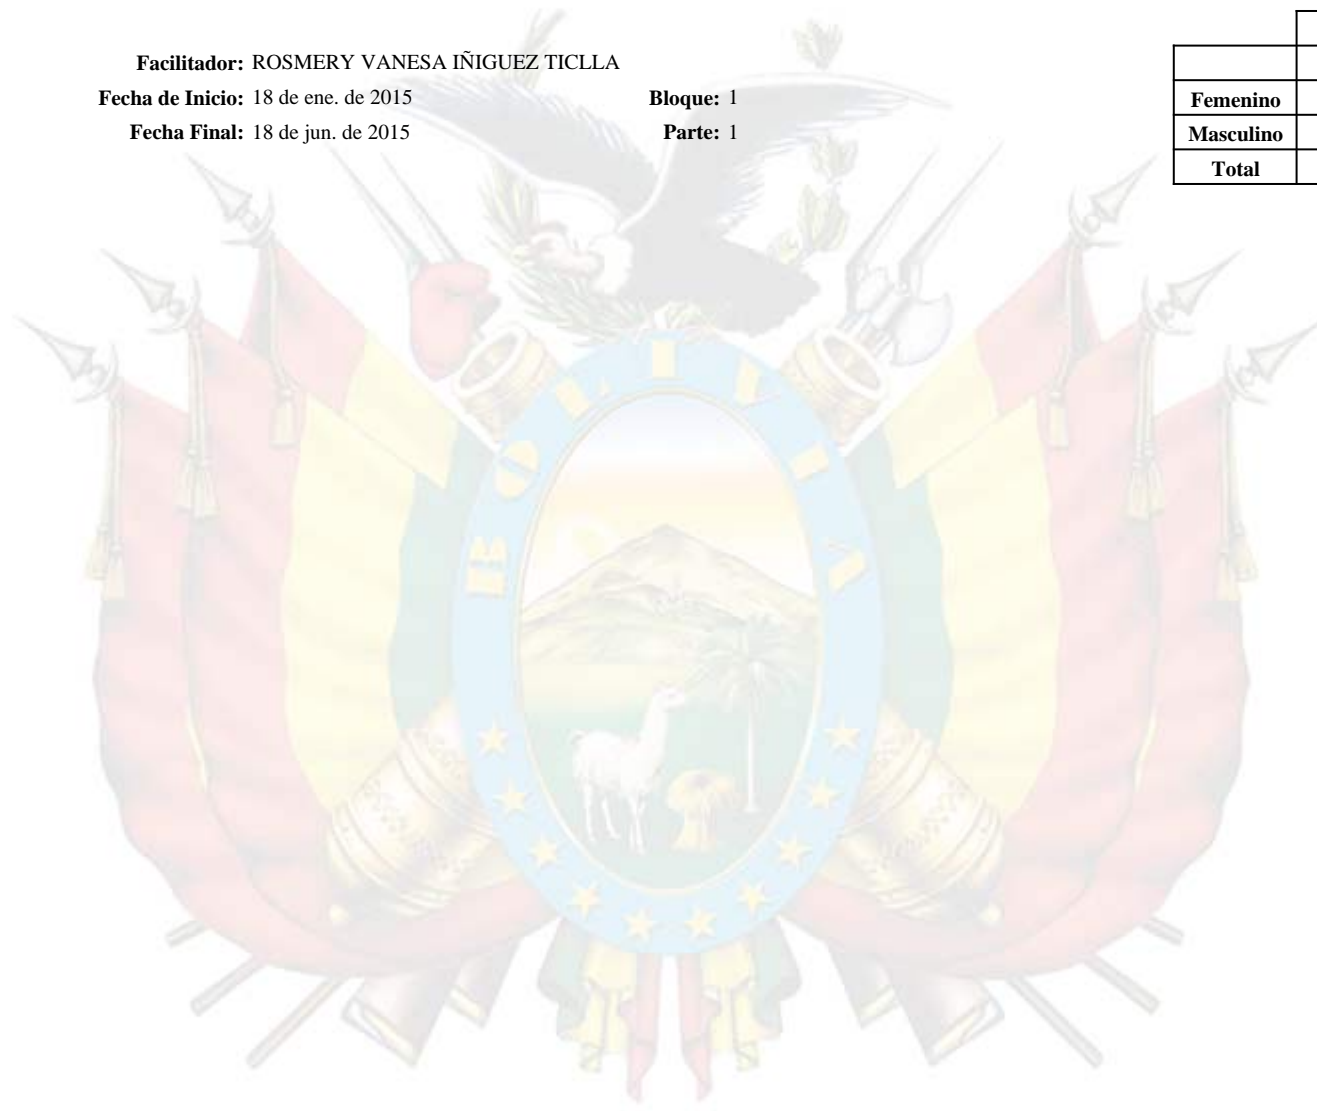 Facilitador: ROSMERY VANESA IÑIGUEZ TICLLA
Fecha de Inicio: 18 de ene. de 2015 Bloque: 1
Fecha Final: 18 de jun. de 2015 Parte: 1
Femenino
Masculino
Total
BOLIVIA